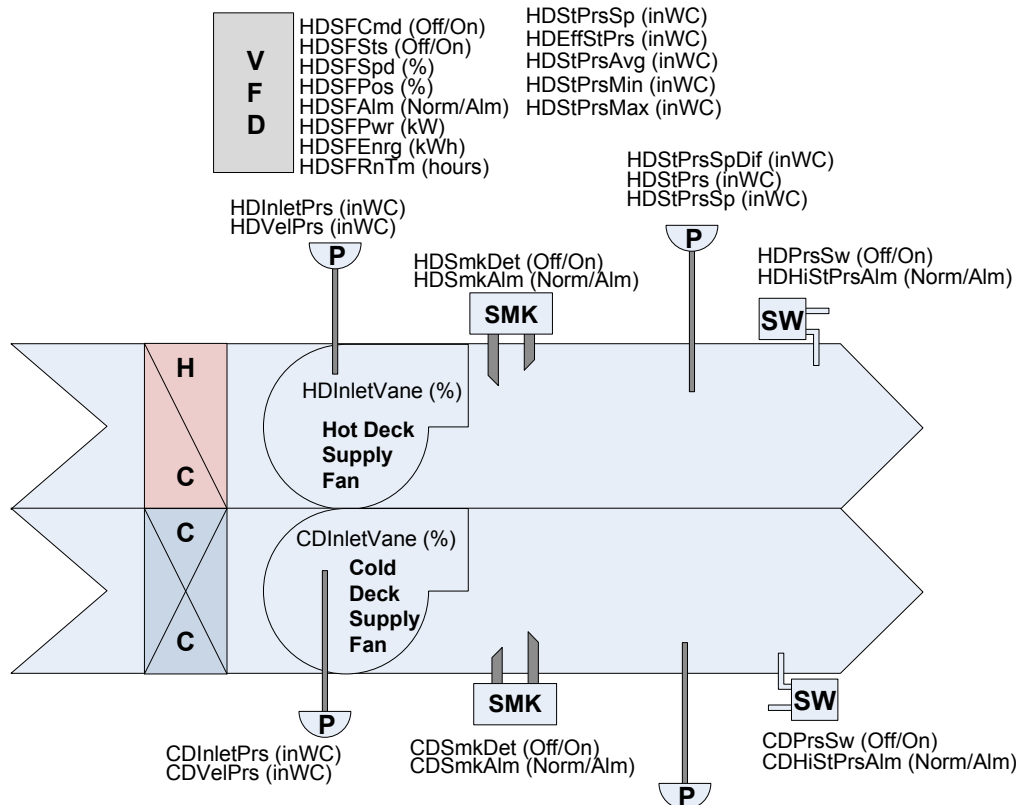 V
F
D
HDSFCmd (Off/On)
HDSFSts (Off/On)
HDSFSpd (%)
HDSFPos (%)
HDSFAlm (Norm/Alm)
HDSFPwr (kW)
HDSFEnrg (kWh)
HDSFRnTm (hours)
HDStPrsSp (inWC)
HDEffStPrs (inWC)
HDStPrsAvg (inWC)
HDStPrsMin (inWC)
HDStPrsMax (inWC)
HDInletPrs (inWC)
HDVelPrs (inWC)
P
HDSmkDet (Off/On)
HDSmkAlm (Norm/Alm)
SMK
HDStPrsSpDif (inWC)
HDStPrs (inWC)
HDStPrsSp (inWC)
P
HDPrsSw (Off/On)
HDHiStPrsAlm (Norm/Alm)
SW
H
C
HDInletVane (%)
Hot Deck
Supply
Fan
C
C
CDInletVane (%)
Cold
Deck
Supply
Fan
P
CDInletPrs (inWC)
CDVelPrs (inWC)
SMK
CDSmkDet (Off/On)
CDSmkAlm (Norm/Alm)
P
SW
CDPrsSw (Off/On)
CDHiStPrsAlm (Norm/Alm)